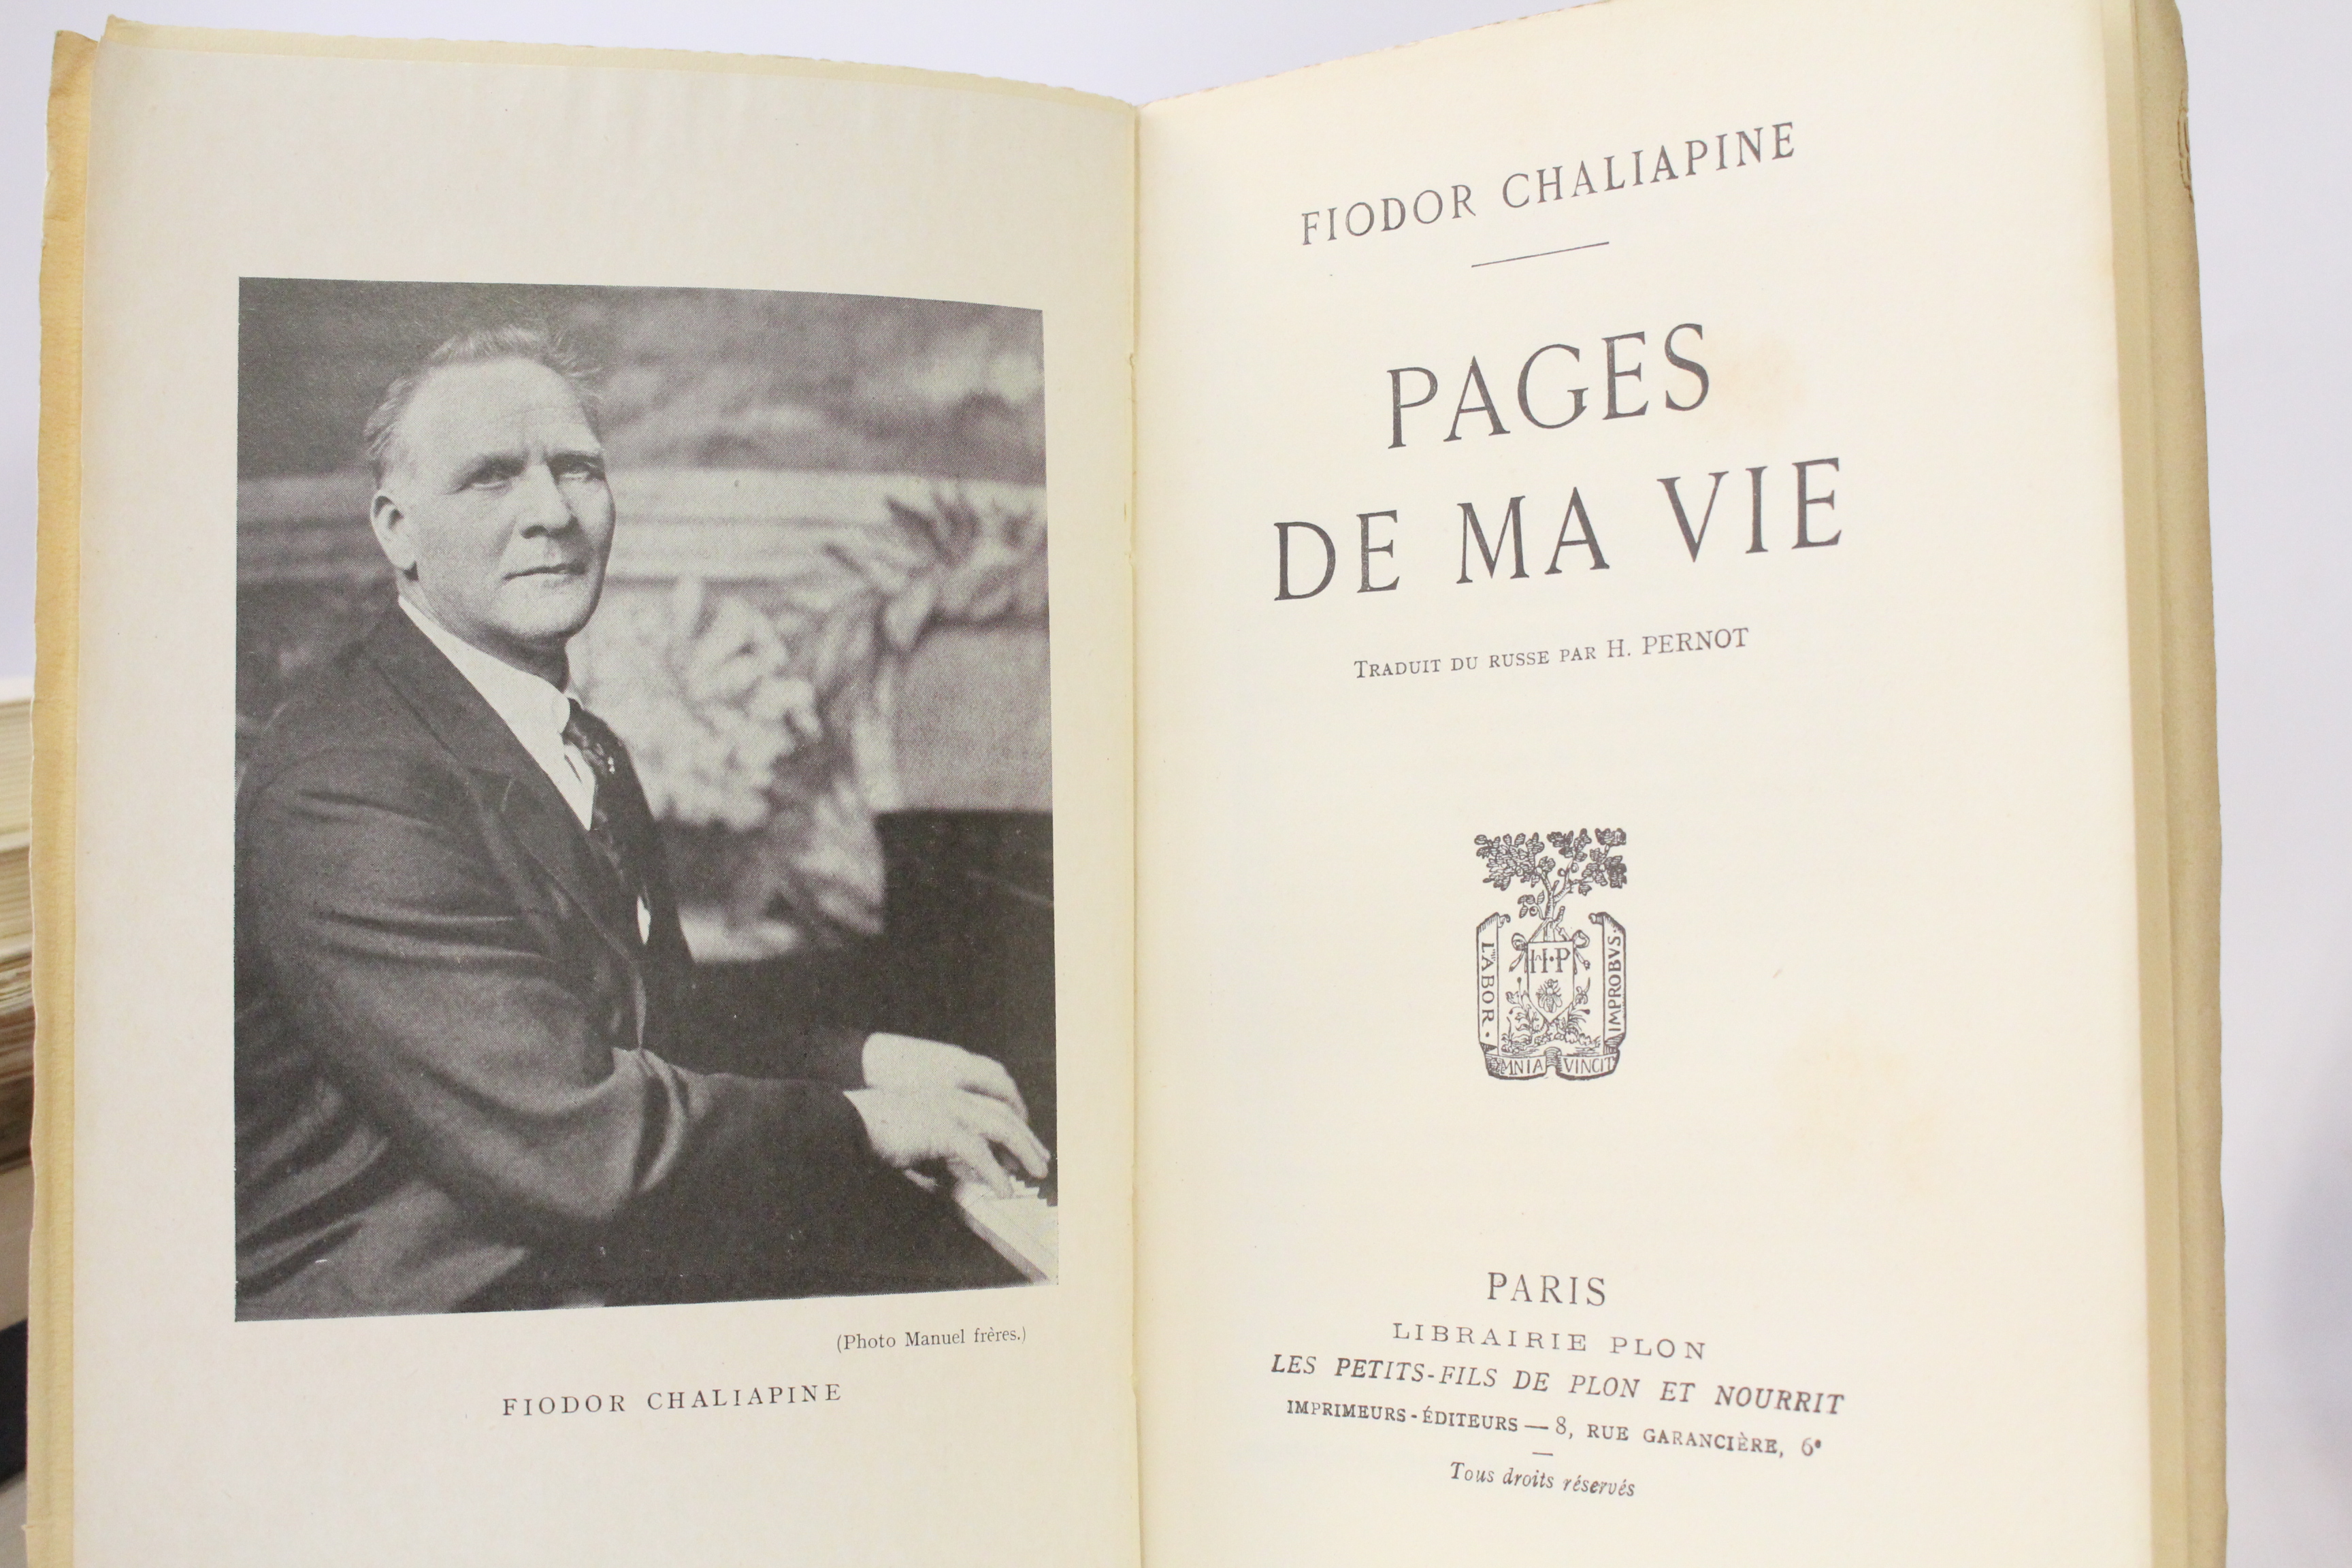 (Photo Manuel frères.)
FIODOR CHALIAPINE
FIODOR CHALIAPINE
PAGES
DE MA VIE
TRADUIT DU RUSSE PAR H. PERNOT
LABOR ·
H·P
IMPROBVS·
OMNIA VINCIT
PARIS
LIBRAIRIE PLON
LES PETITS-FILS DE PLON ET NOURRIT
IMPRIMEURS-ÉDITEURS — 8, RUE GARANCIÈRE, 6e
Tous droits réservés